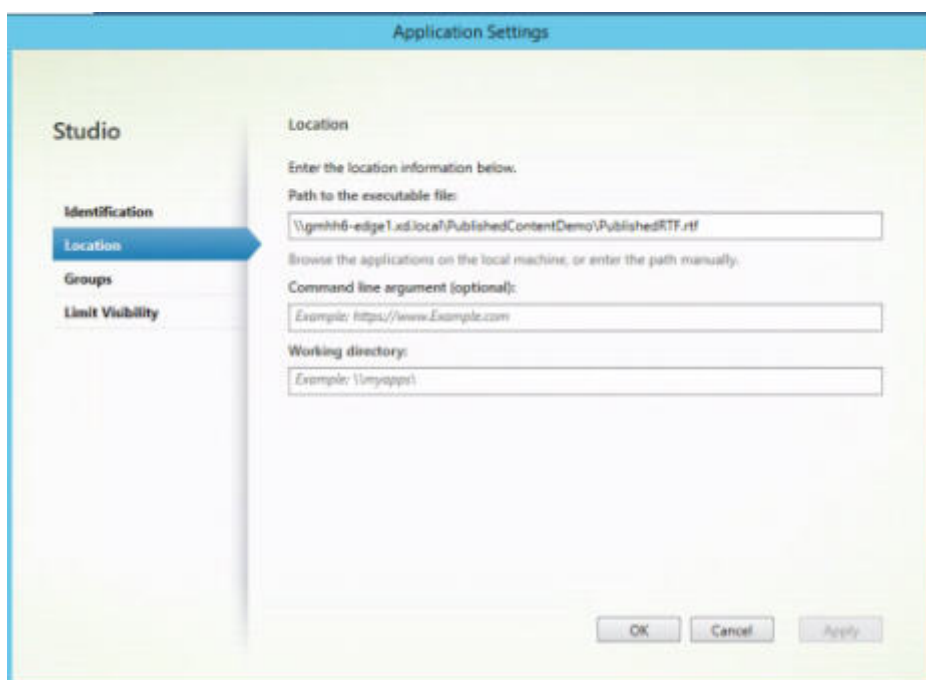 Application Settings
Studio
Identification
Location
Groups
Limit Visibility
Location
Enter the location information below.
Path to the executable file:
\\gmhh6-edge1.xd.local\PublishedContentDemo\PublishedRTF.rtf
Browse the applications on the local machine, or enter the path manually.
Command line argument (optional):
Example: https://www.Example.com
Working directory:
Example: \\myapps\
OK
Cancel
Apply